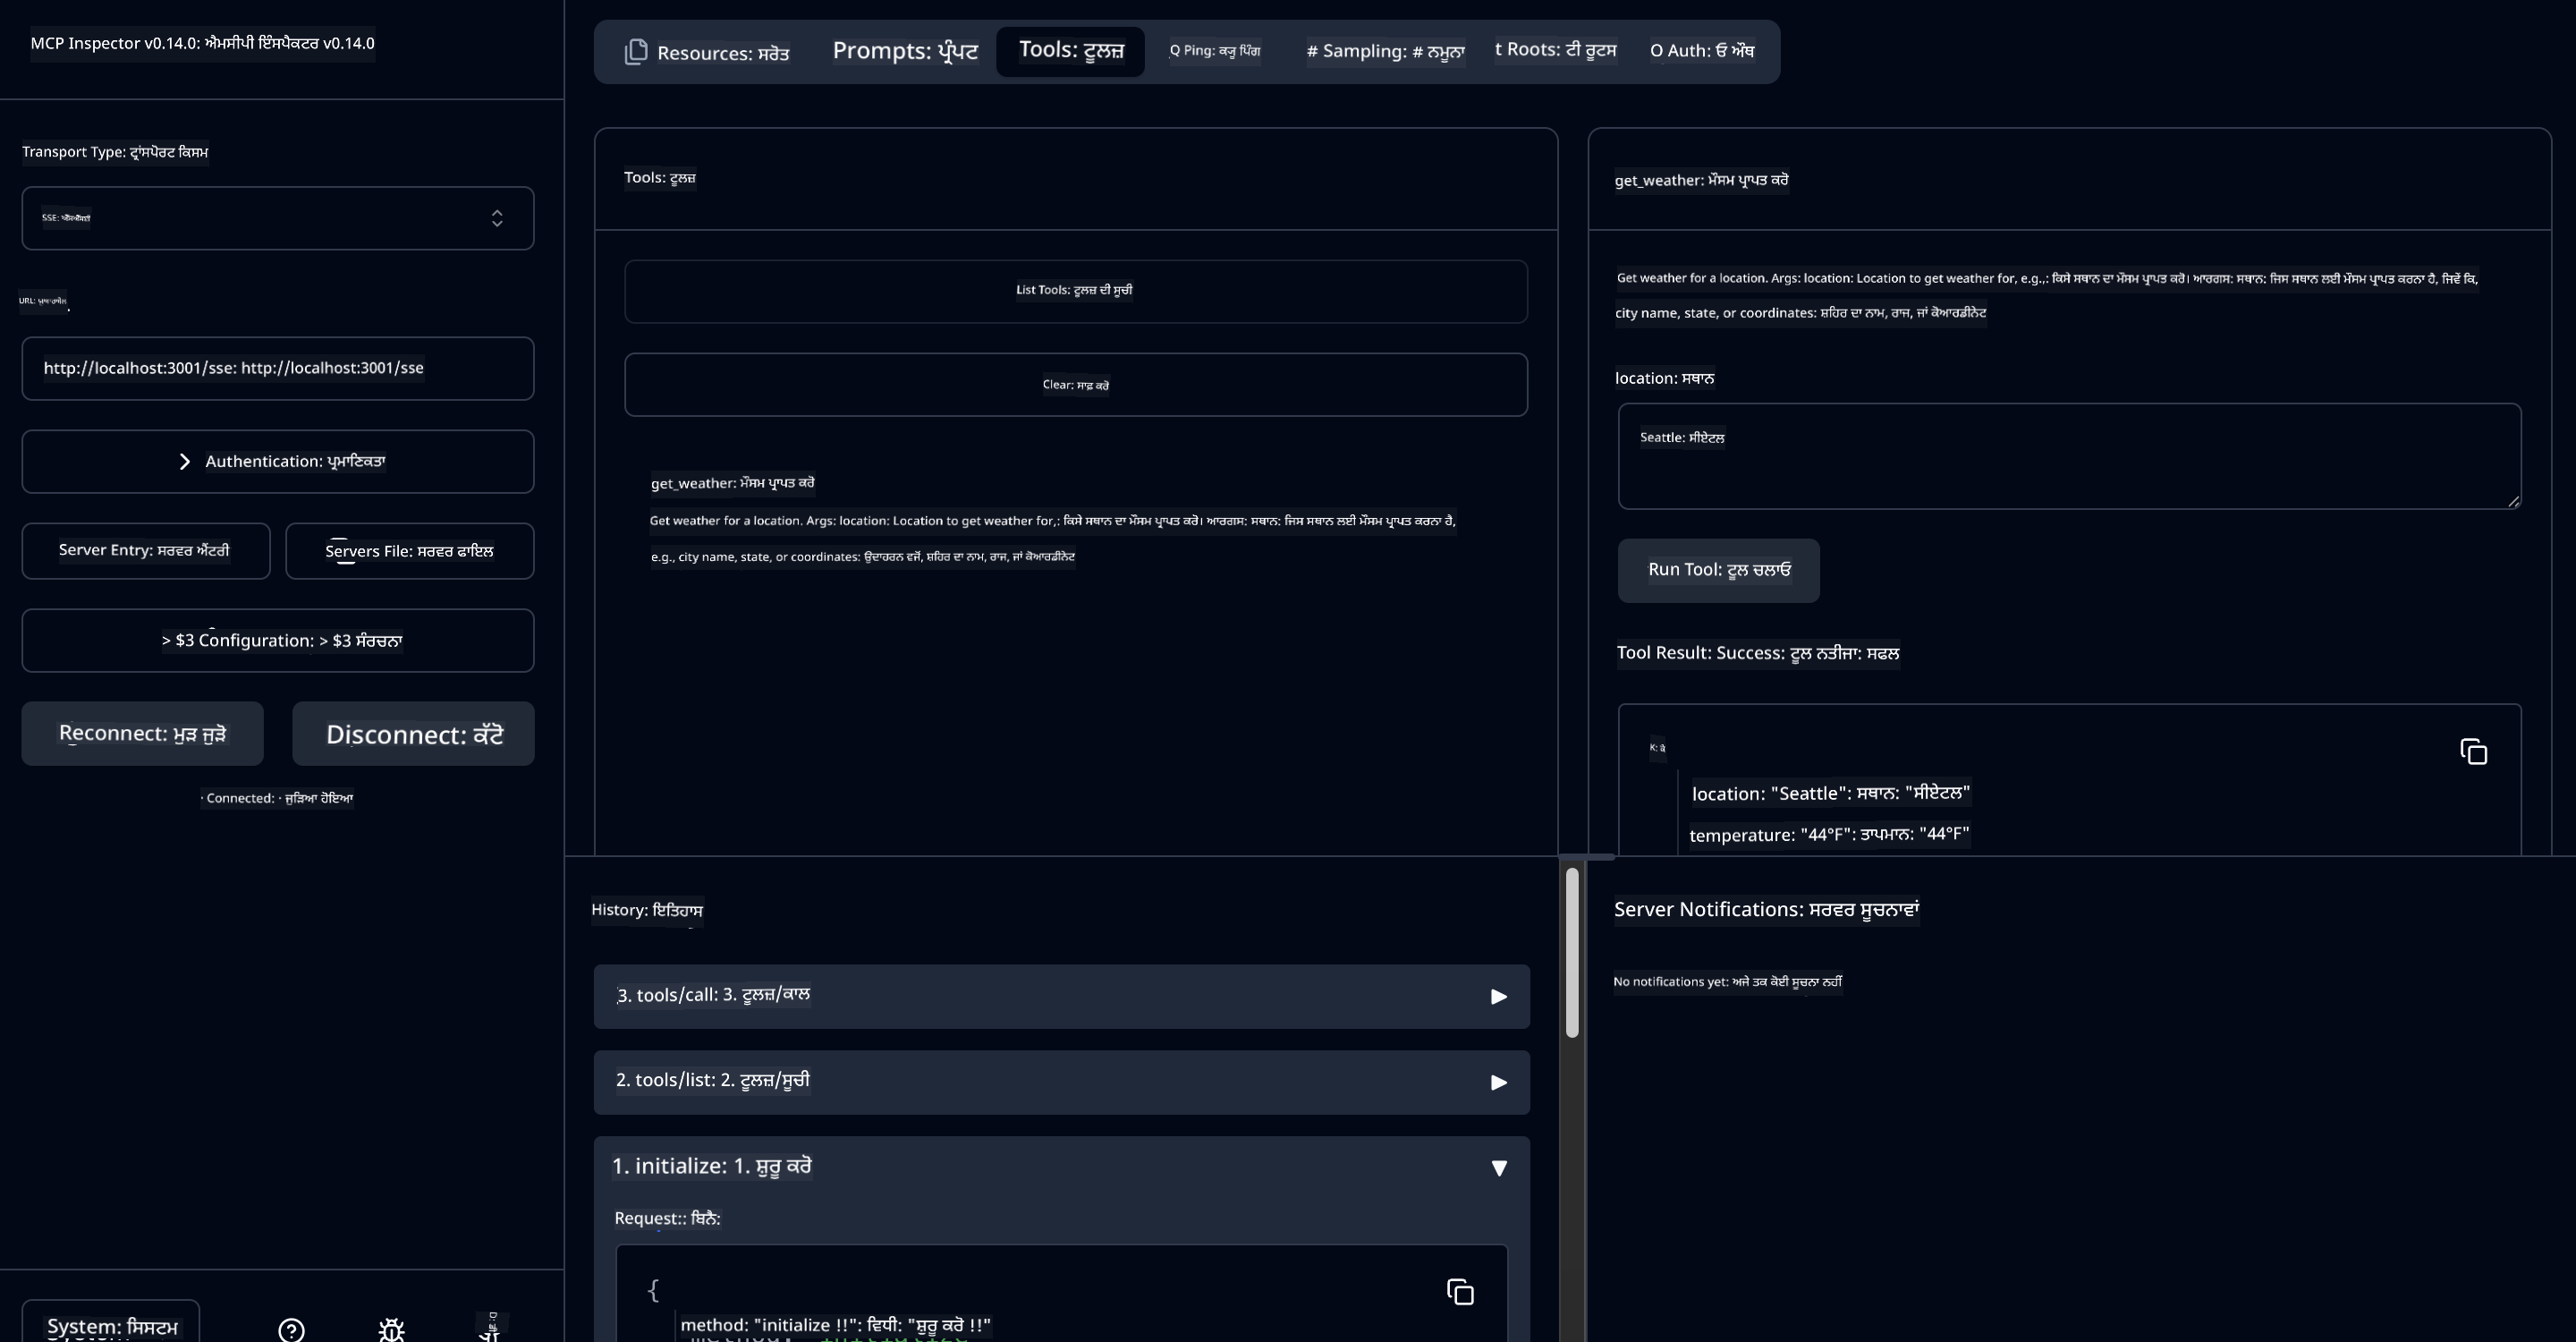 MCP Inspector v0.14.0: ਐਮਸੀਪੀ ਇੰਸਪੈਕਟਰ v0.14.0
Resources: ਸਰੋਤ
Prompts: ਪ੍ਰੰਪਟ
Tools: ਟੂਲਜ਼
Q Ping: ਕਯੂ ਪਿੰਗ
# Sampling: # ਨਮੂਨਾ
t Roots: ਟੀ ਰੂਟਸ
O Auth: ਓ ਔਥ
Transport Type: ਟ੍ਰਾਂਸਪੋਰਟ ਕਿਸਮ
SSE:
URL:
http://localhost:3001/sse: http://localhost:3001/sse
Authentication: ਪ੍ਰਮਾਣਿਕਤਾ
Server Entry: ਸਰਵਰ ਐਂਟਰੀ
Servers File: ਸਰਵਰ ਫਾਇਲ
> $3 Configuration: > $3 ਸੰਰਚਨਾ
Reconnect: ਮੁੜ ਜੁੜੋ
Disconnect: ਕੱਟੋ
· Connected: · ਜੁੜਿਆ ਹੋਇਆ
System: ਸਿਸਟਮ
Tools: ਟੂਲਜ਼
List Tools: ਟੂਲਜ਼ ਦੀ ਸੂਚੀ
Clear: ਸਾਫ਼ ਕਰੋ
get_weather: ਮੌਸਮ ਪ੍ਰਾਪਤ ਕਰੋ
Get weather for a location. Args: location: Location to get weather for,: ਕਿਸੇ ਸਥਾਨ ਦਾ ਮੌਸਮ ਪ੍ਰਾਪਤ ਕਰੋ। ਆਰਗਸ: ਸਥਾਨ: ਜਿਸ ਸਥਾਨ ਲਈ ਮੌਸਮ ਪ੍ਰਾਪਤ ਕਰਨਾ ਹੈ,
e.g., city name, state, or coordinates: ਉਦਾਹਰਨ ਵਜੋਂ, ਸ਼ਹਿਰ ਦਾ ਨਾਮ, ਰਾਜ, ਜਾਂ ਕੋਆਰਡੀਨੇਟ
get_weather: ਮੌਸਮ ਪ੍ਰਾਪਤ ਕਰੋ
Get weather for a location. Args: location: Location to get weather for, e.g.,: ਕਿਸੇ ਸਥਾਨ ਦਾ ਮੌਸਮ ਪ੍ਰਾਪਤ ਕਰੋ। ਆਰਗਸ: ਸਥਾਨ: ਜਿਸ ਸਥਾਨ ਲਈ ਮੌਸਮ ਪ੍ਰਾਪਤ ਕਰਨਾ ਹੈ, ਜਿਵੇਂ ਕਿ,
city name, state, or coordinates: ਸ਼ਹਿਰ ਦਾ ਨਾਮ, ਰਾਜ, ਜਾਂ ਕੋਆਰਡੀਨੇਟ
location: ਸਥਾਨ
Seattle: ਸੀਏਟਲ
Run Tool: ਟੂਲ ਚਲਾਓ
Tool Result: Success: ਟੂਲ ਨਤੀਜਾ: ਸਫਲ
K: ਕੇ
location: "Seattle": ਸਥਾਨ: "ਸੀਏਟਲ"
temperature: "44°F": ਤਾਪਮਾਨ: "44°F"
History: ਇਤਿਹਾਸ
3. tools/call: 3. ਟੂਲਜ਼/ਕਾਲ
2. tools/list: 2. ਟੂਲਜ਼/ਸੂਚੀ
1. initialize: 1. ਸ਼ੁਰੂ ਕਰੋ
Request:: ਬਿਨੈ:
{
method: "initialize !!": ਵਿਧੀ: "ਸ਼ੁਰੂ ਕਰੋ !!"
Server Notifications: ਸਰਵਰ ਸੂਚਨਾਵਾਂ
No notifications yet: ਅਜੇ ਤਕ ਕੋਈ ਸੂਚਨਾ ਨਹੀਂ